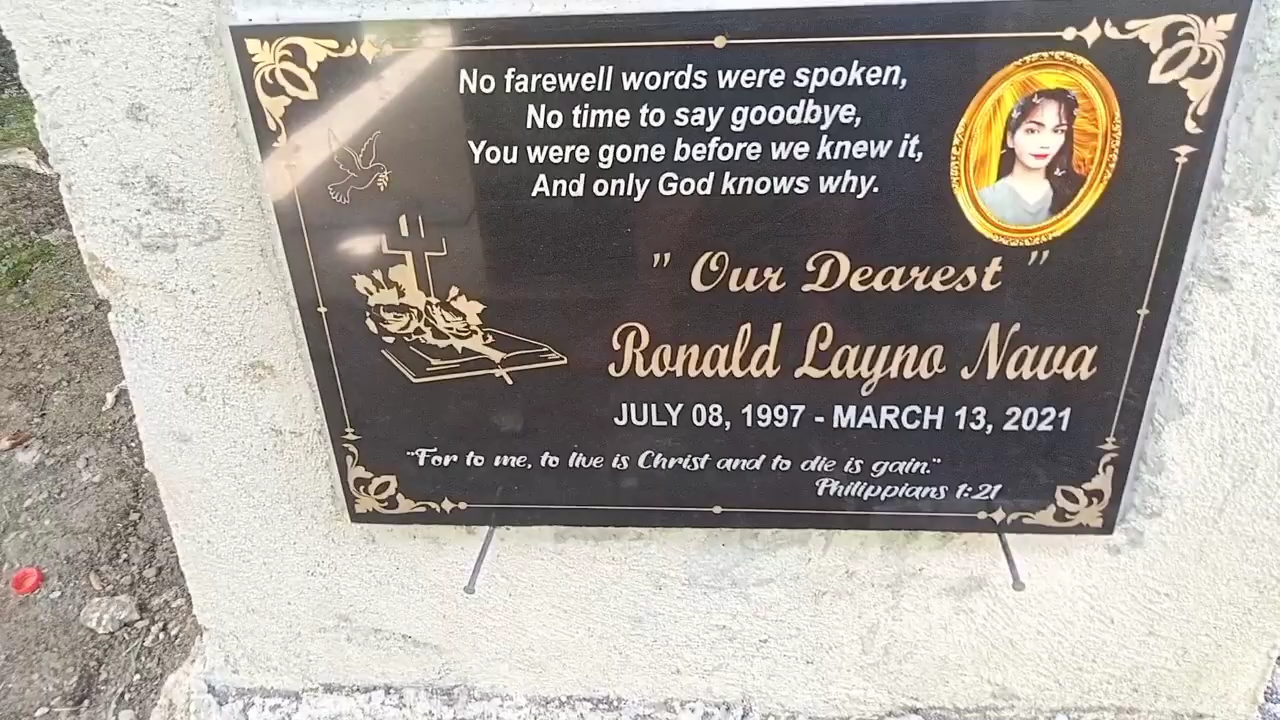 No farewell words were spoken,
No time to say goodbye,
You were gone before we knew it,
And only God knows why.
" Our Dearest "
Ronald Layno Nava
JULY 08, 1997 - MARCH 13, 2021
"For to me, to live is Christ and to die is gain."
Philippians 1:21